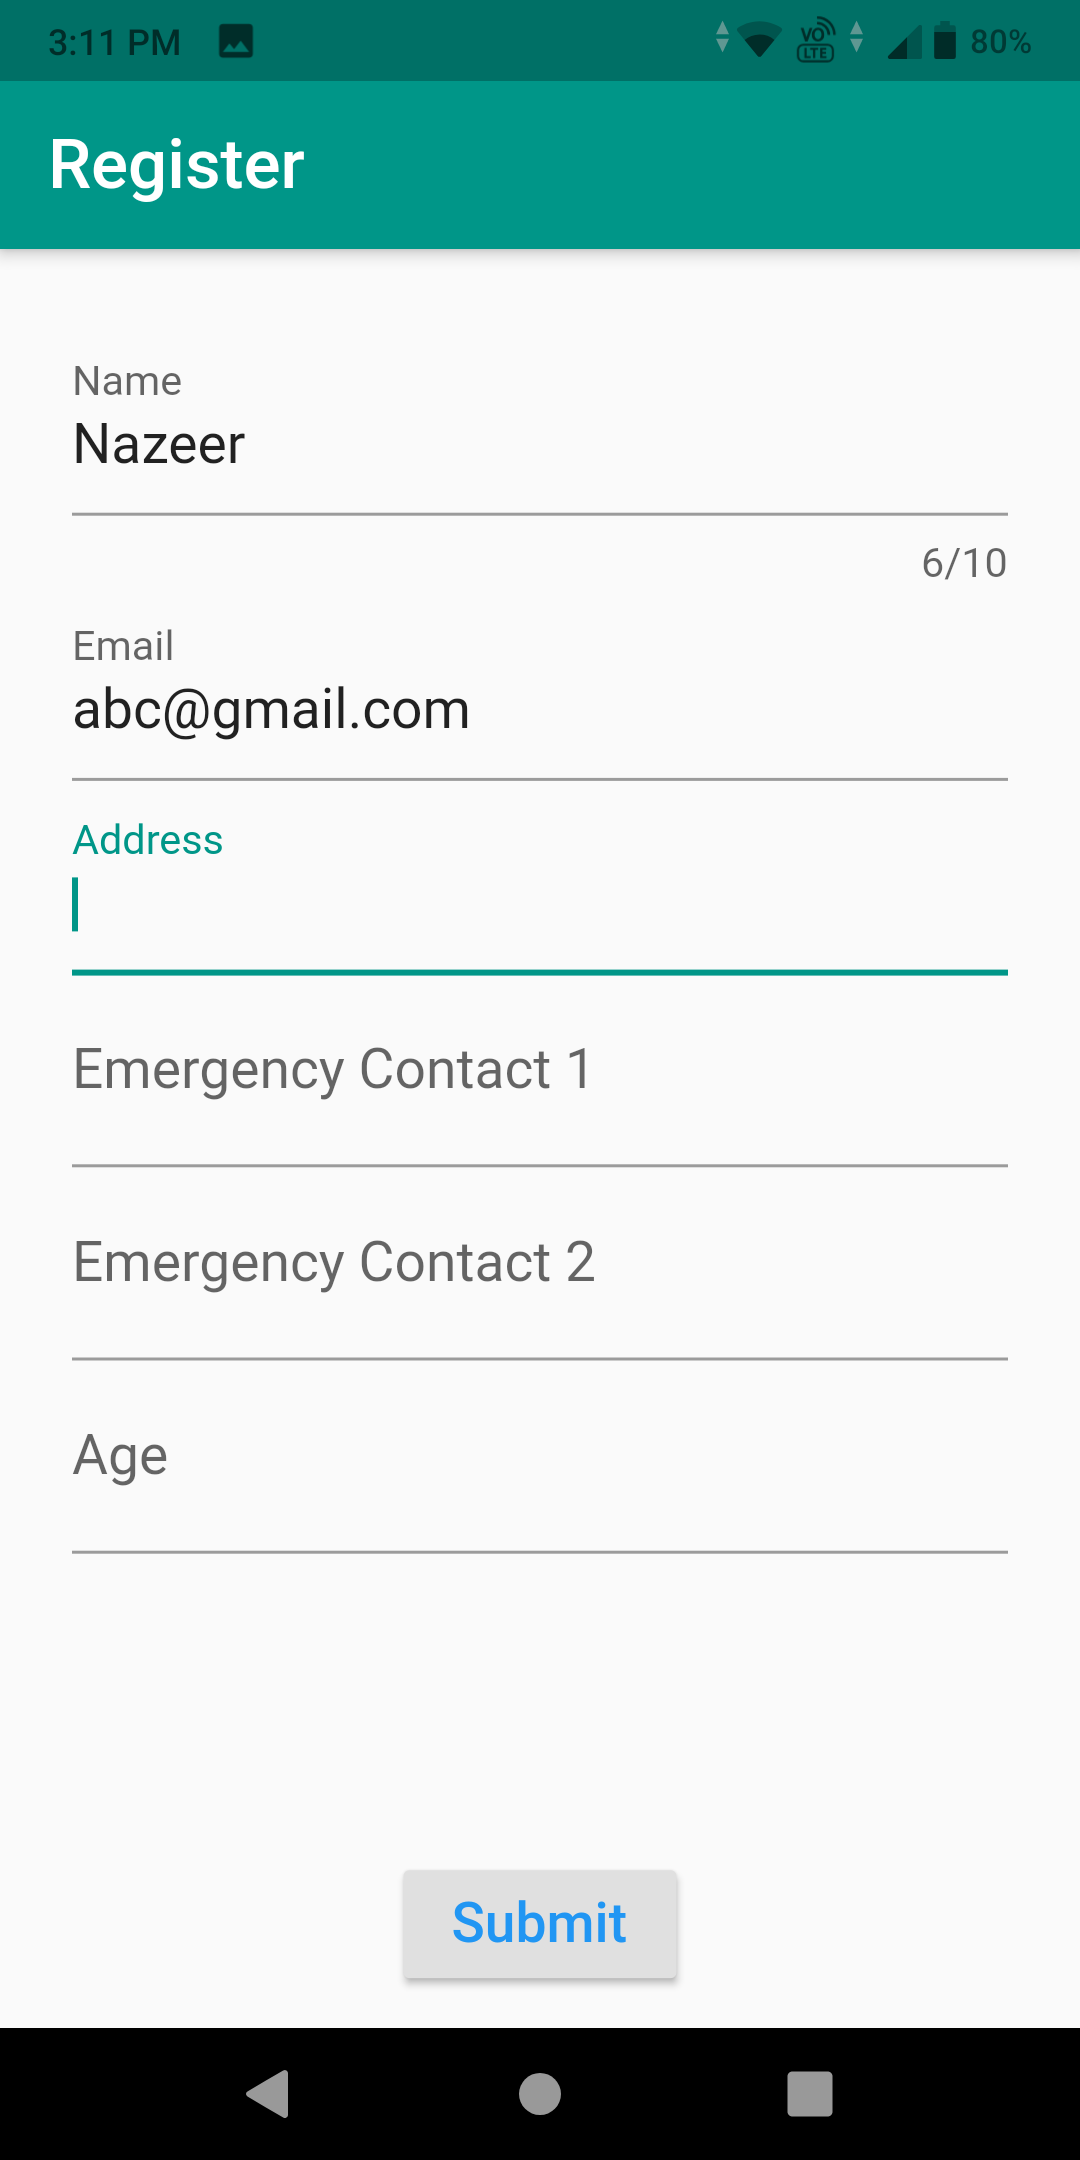 3:11 PM
VO
LTE
80%
Register
Name
Nazeer
6/10
Email
abc@gmail.com
Address
Emergency Contact 1
Emergency Contact 2
Age
Submit